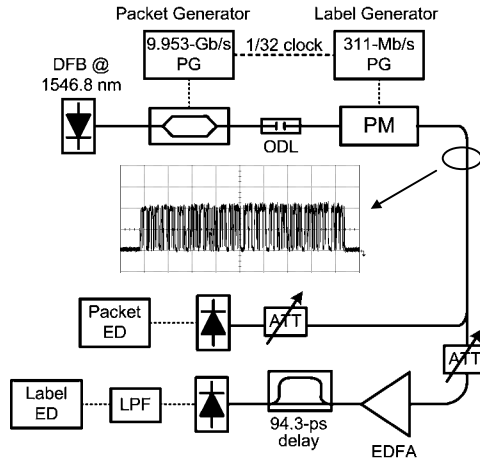 Packet Generator
Label Generator
9.953-Gb/s
PG
1/32 clock
311-Mb/s
PG
DFB @
1546.8 nm
ODL
PM
Packet
ED
ATT
ATT
Label
ED
LPF
94.3-ps
delay
EDFA